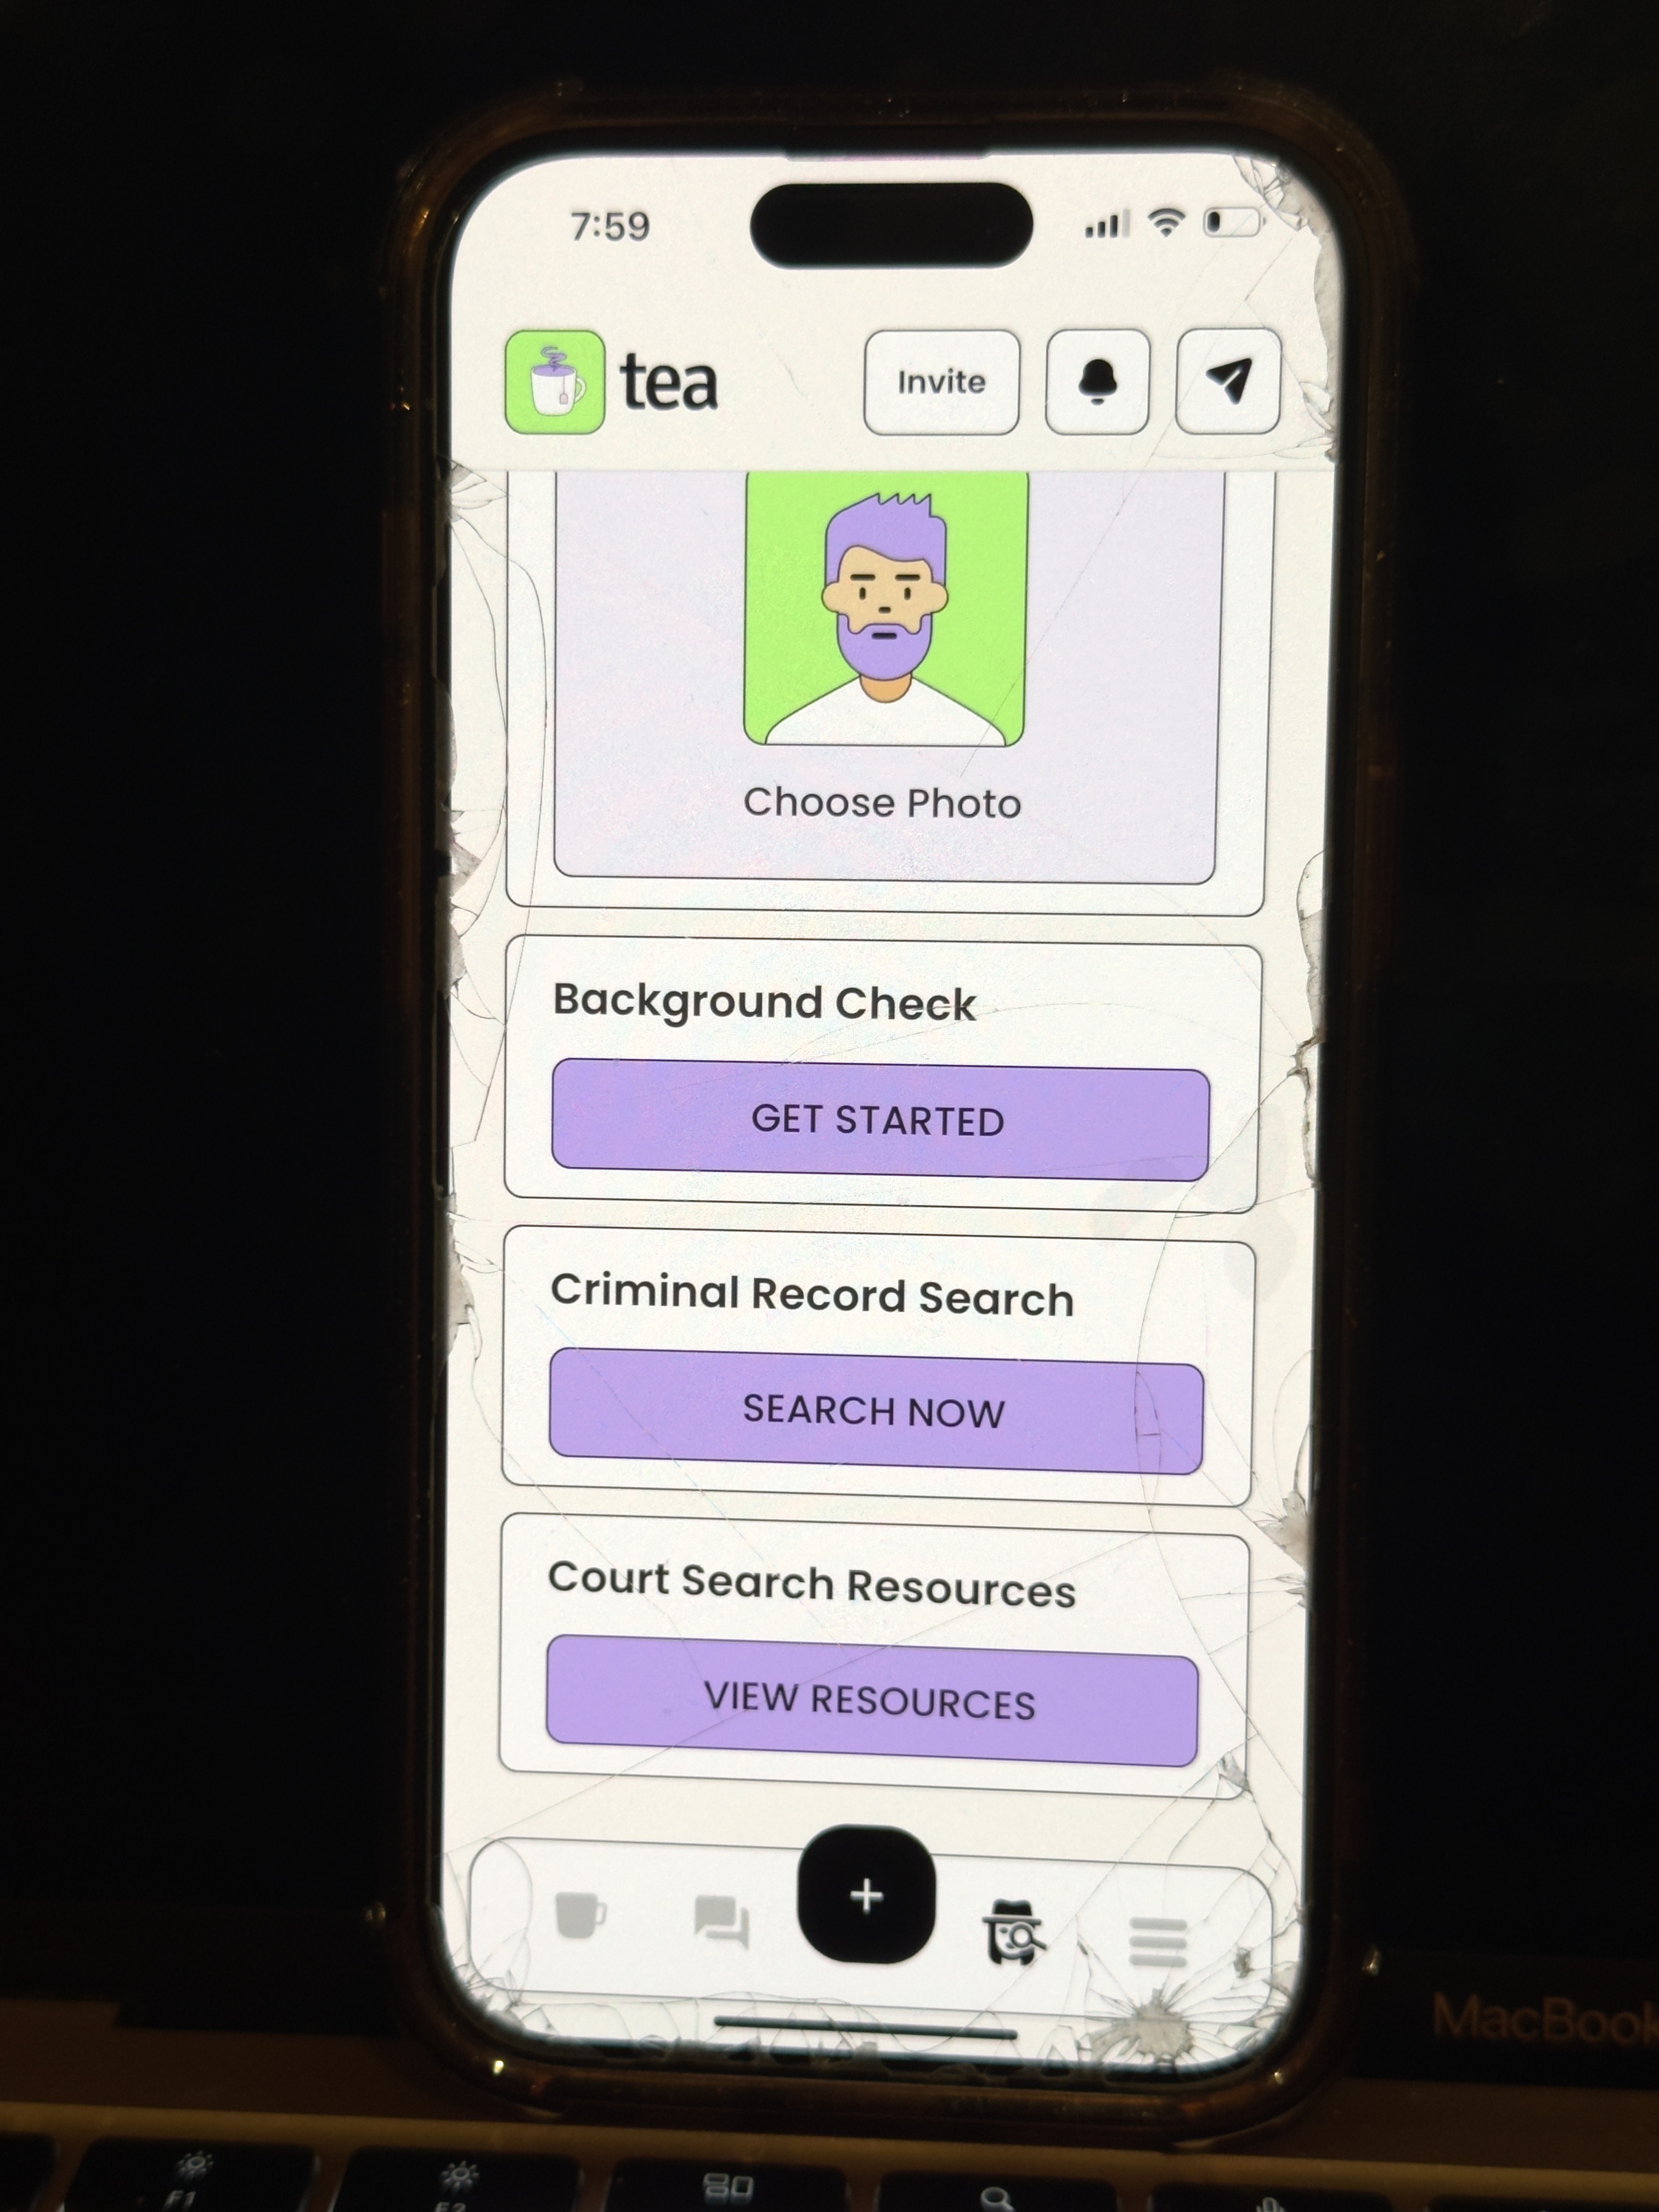 7:59
tea
Invite
Choose Photo
Background Check
GET STARTED
Criminal Record Search
SEARCH NOW
Court Search Resources
VIEW RESOURCES
+
MacBook
F1
F2